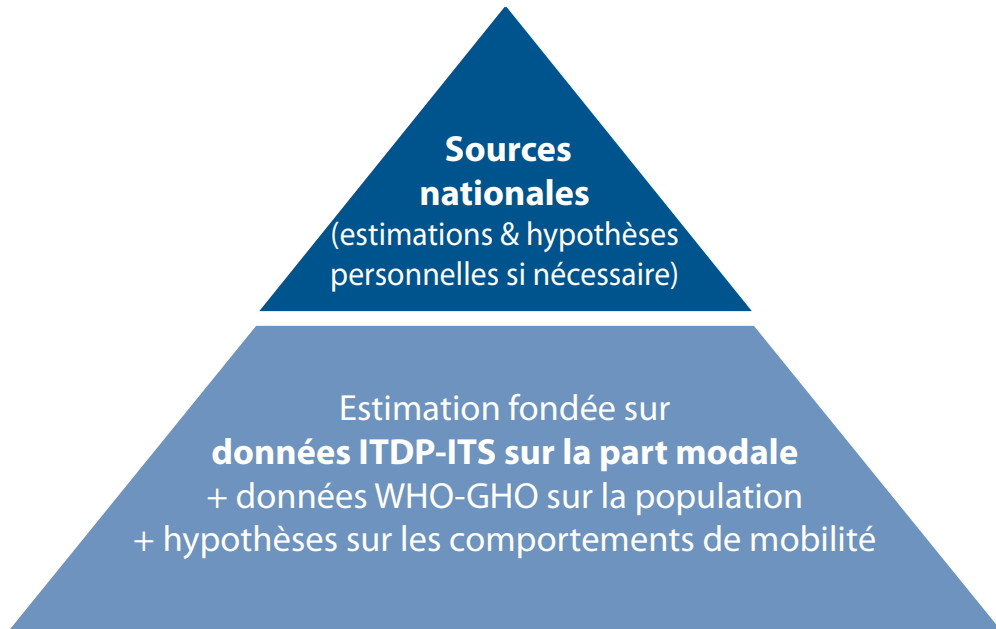 Sources
nationales
(estimations & hypothèses
personnelles si nécessaire)
Estimation fondée sur
données ITDP-ITS sur la part modale
+ données WHO-GHO sur la population
+ hypothèses sur les comportements de mobilité